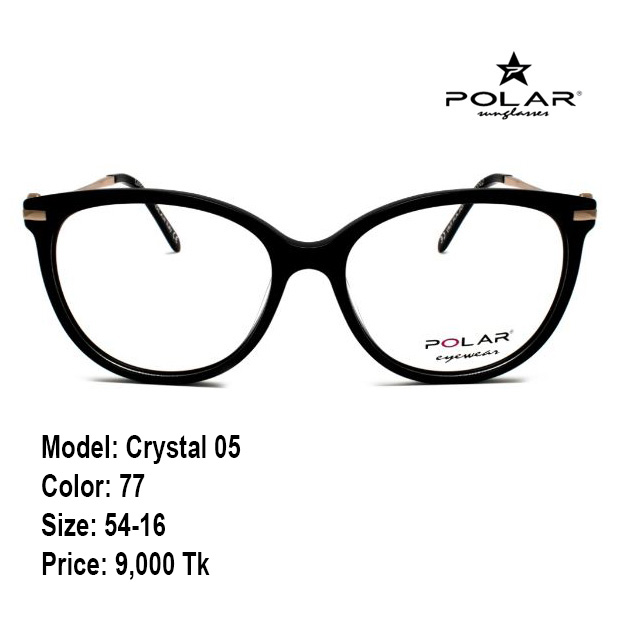 POLAR®
sunglasses
POLAR®
eyewear
Model: Crystal 05
Color: 77
Size: 54-16
Price: 9,000 Tk